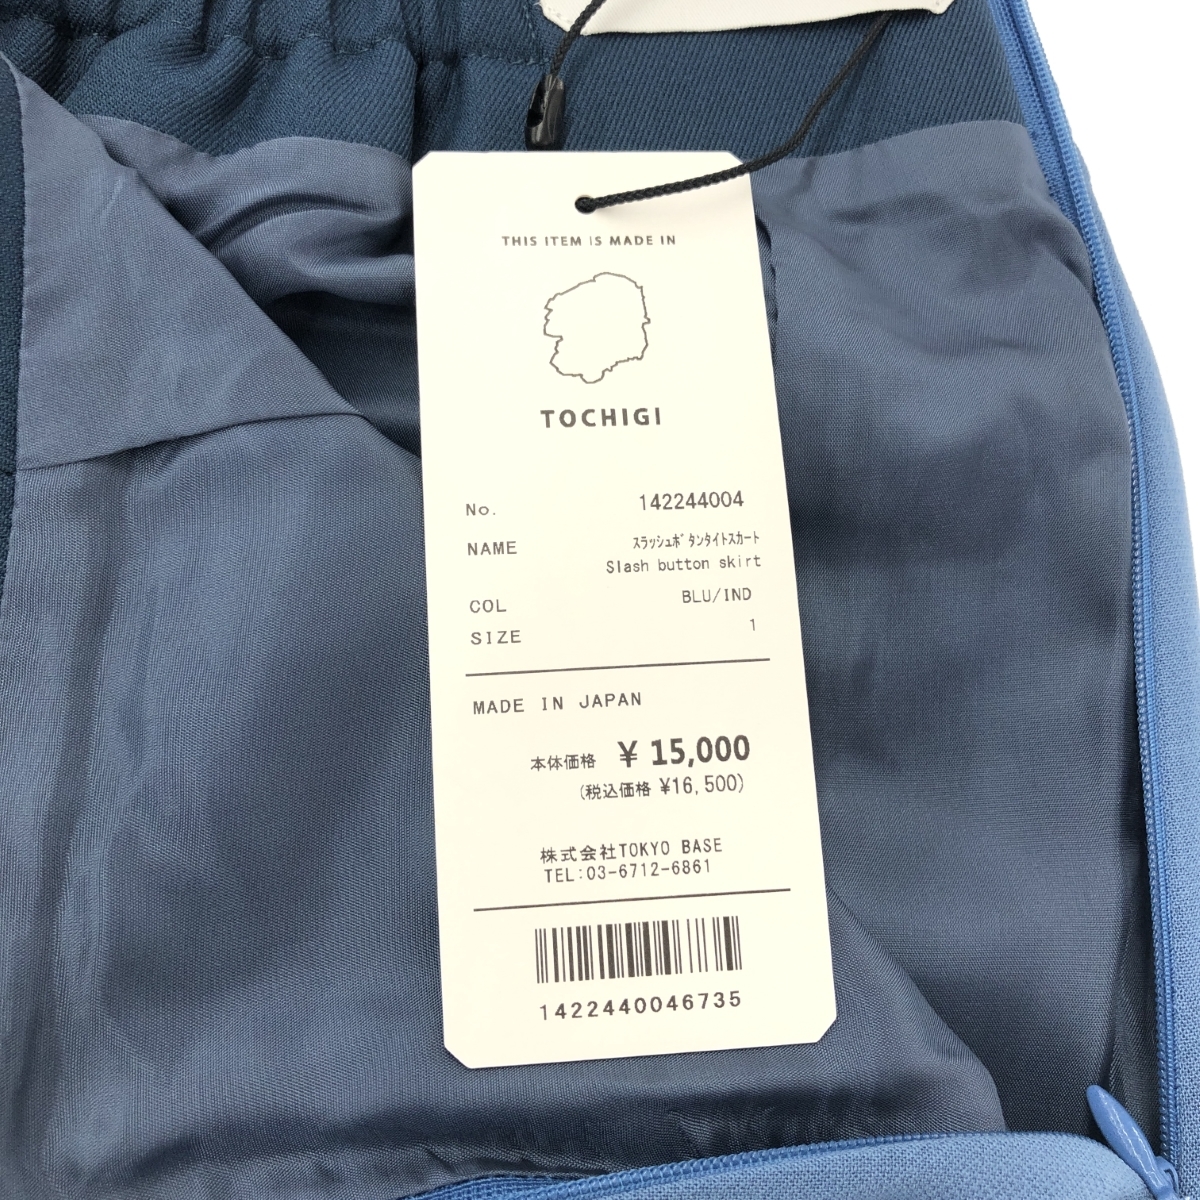 THIS ITEM IS MADE IN
TOCHIGI
No. 142244004
NAME ｽﾗｯｼｭﾎﾞﾀﾝﾀｲﾄｽｶｰﾄ
Slash button skirt
COL BLU/IND
SIZE 1
MADE IN JAPAN
本体価格 ¥ 15,000
(税込価格 ¥16,500)
株式会社TOKYO BASE
TEL:03-6712-6861
1422440046735